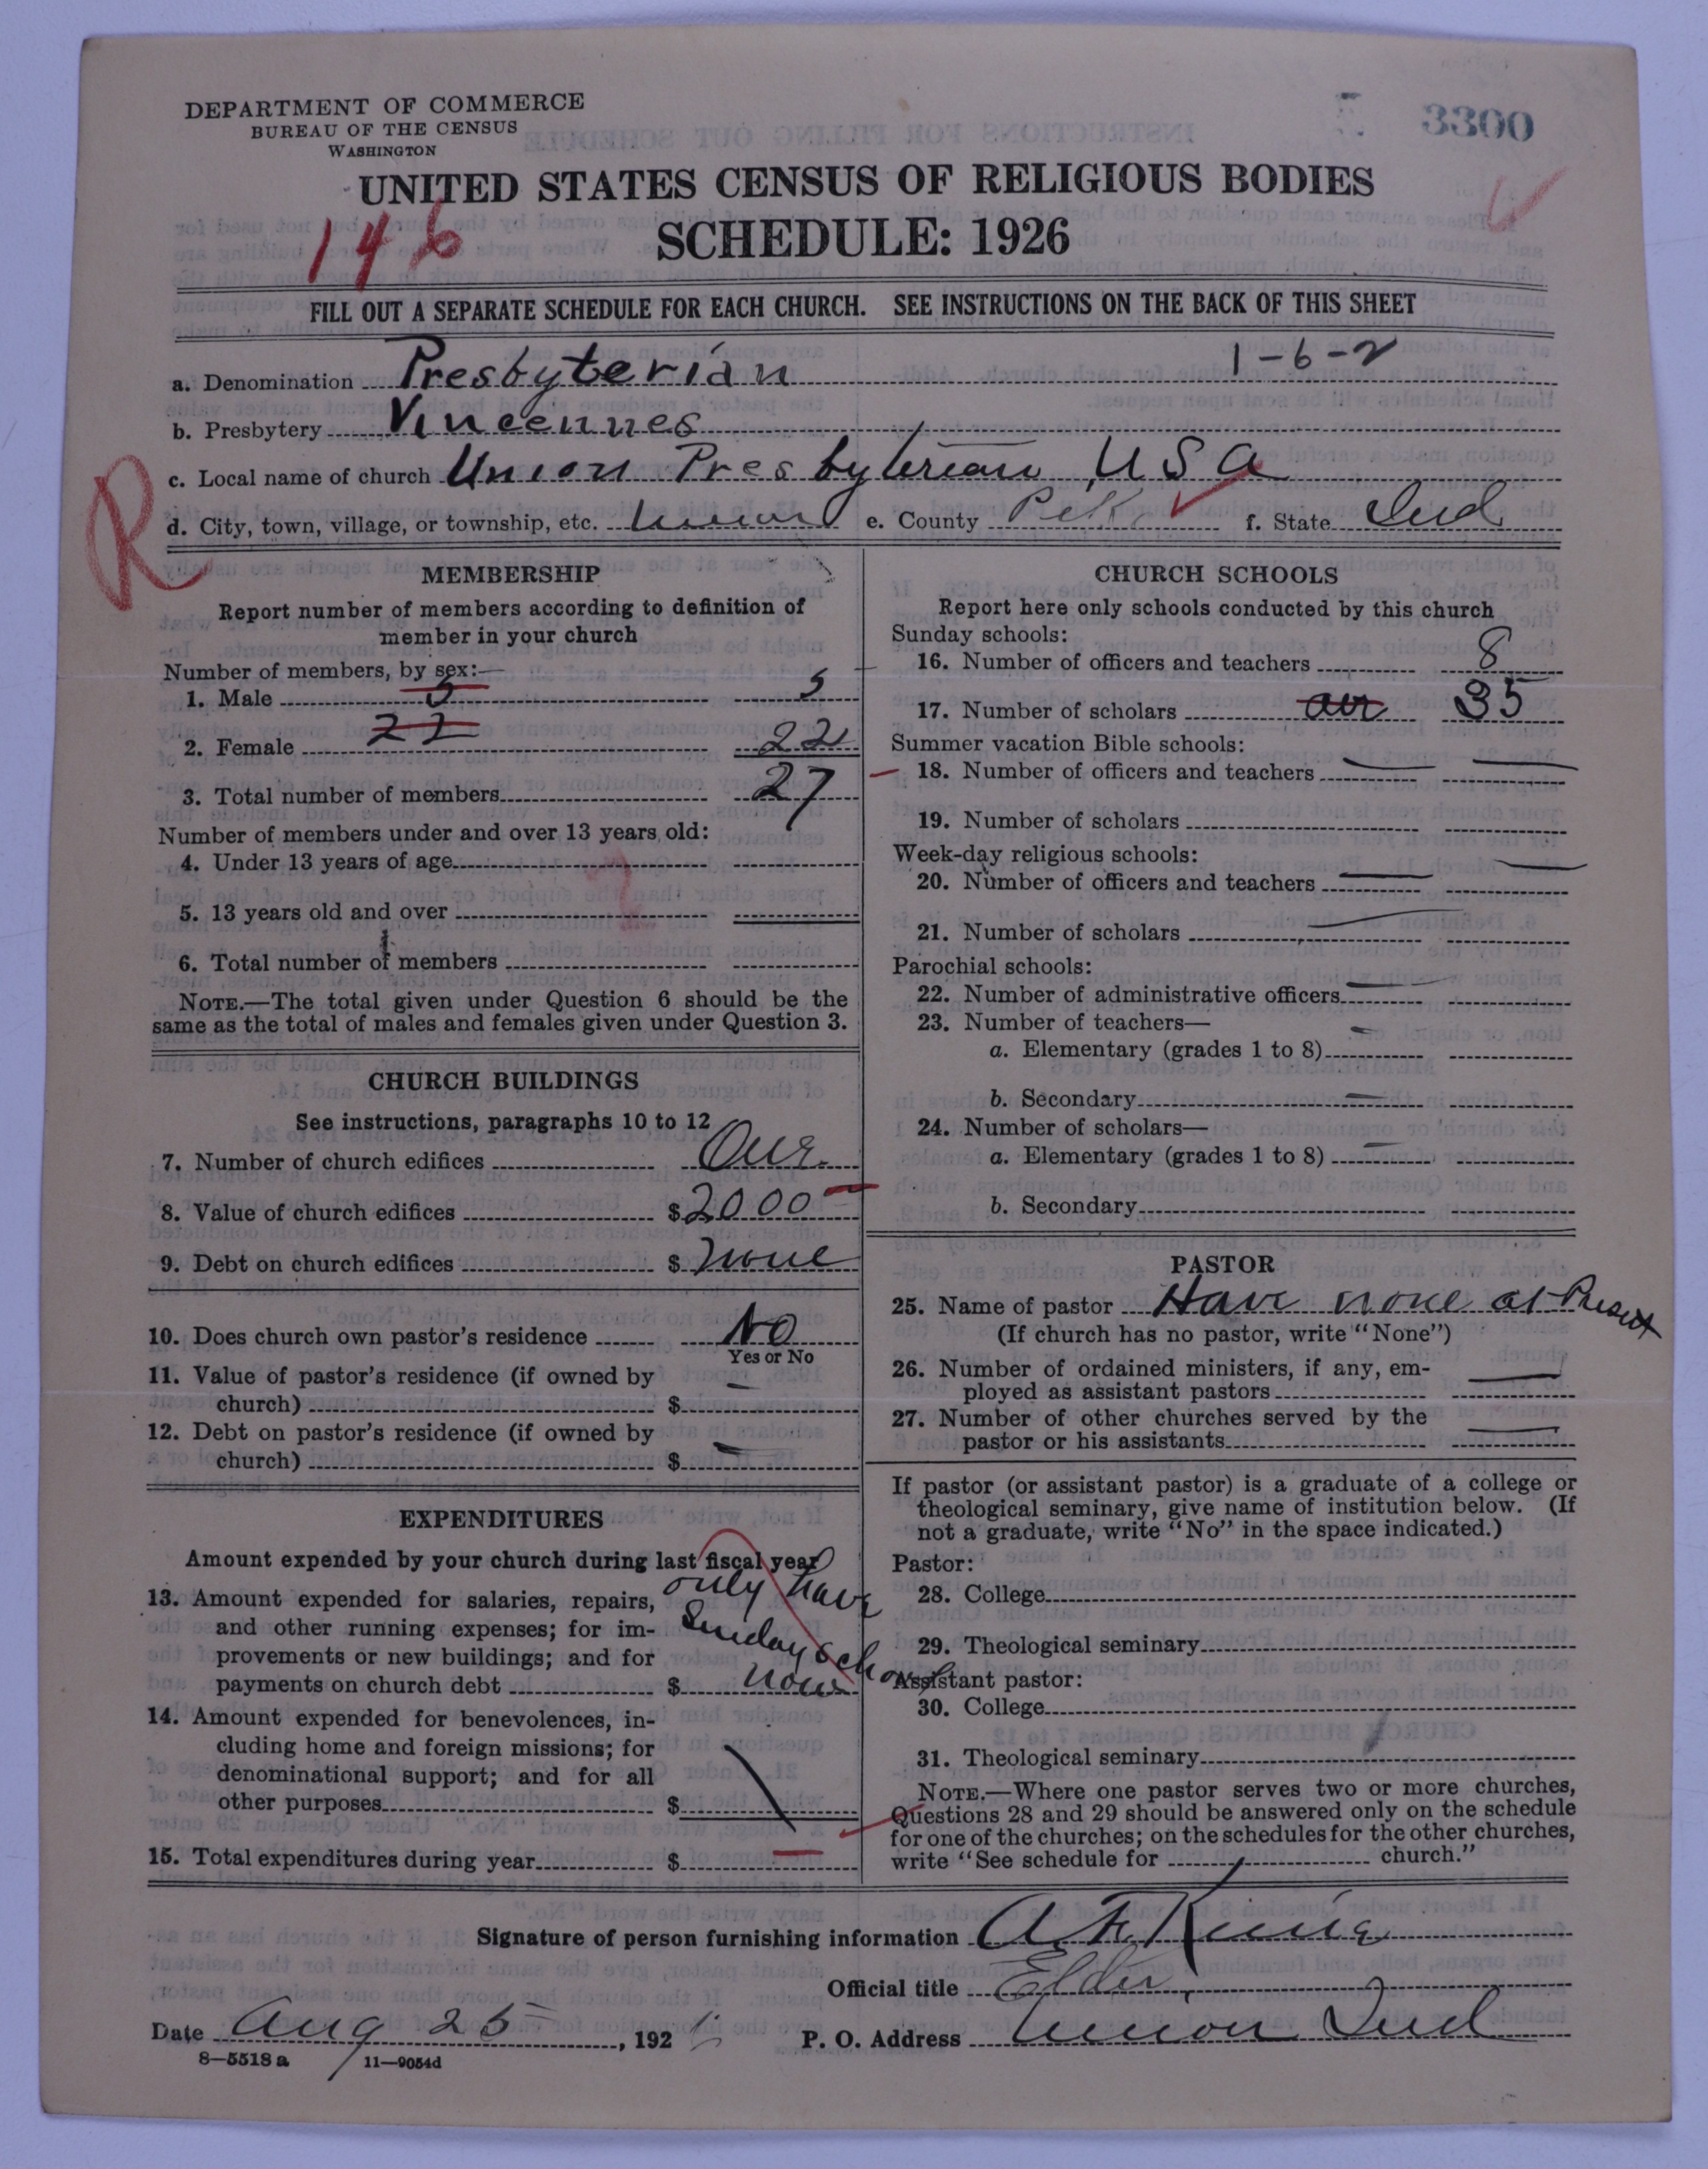 DEPARTMENT OF COMMERCE
BUREAU OF THE CENSUS
WASHINGTON
3300
UNITED STATES CENSUS OF RELIGIOUS BODIES
146
SCHEDULE: 1926
FILL OUT A SEPARATE SCHEDULE FOR EACH CHURCH. SEE INSTRUCTIONS ON THE BACK OF THIS SHEET
1-6-2
a. Denomination Presbyterian
b. Presbytery Vincennes
c. Local name of church Union Presbyterian, USA
R
d. City, town, village, or township, etc. Union e. County Pike f. State Ind
MEMBERSHIP
Report number of members according to definition of
member in your church
Number of members, by sex:—
1. Male 5 5
2. Female 22 22
3. Total number of members 27
Number of members under and over 13 years old:
4. Under 13 years of age
5. 13 years old and over
6. Total number of members
NOTE.—The total given under Question 6 should be the
same as the total of males and females given under Question 3.
CHURCH BUILDINGS
See instructions, paragraphs 10 to 12
7. Number of church edifices One
8. Value of church edifices $2000
9. Debt on church edifices $ none
10. Does church own pastor's residence No
Yes or No
11. Value of pastor's residence (if owned by
church) $ –
12. Debt on pastor's residence (if owned by
church) $ –
EXPENDITURES
Amount expended by your church during last fiscal year
13. Amount expended for salaries, repairs, only have
and other running expenses; for im- Sunday School
provements or new buildings; and for
payments on church debt $ now
14. Amount expended for benevolences, in-
cluding home and foreign missions; for
denominational support; and for all
other purposes $
15. Total expenditures during year $
CHURCH SCHOOLS
Report here only schools conducted by this church
Sunday schools:
16. Number of officers and teachers 8
17. Number of scholars av 35
Summer vacation Bible schools:
18. Number of officers and teachers
19. Number of scholars
Week-day religious schools:
20. Number of officers and teachers
21. Number of scholars
Parochial schools:
22. Number of administrative officers
23. Number of teachers—
a. Elementary (grades 1 to 8)
b. Secondary
24. Number of scholars—
a. Elementary (grades 1 to 8)
b. Secondary
PASTOR
25. Name of pastor Have none at Present
(If church has no pastor, write "None")
26. Number of ordained ministers, if any, em-
ployed as assistant pastors
27. Number of other churches served by the
pastor or his assistants
If pastor (or assistant pastor) is a graduate of a college or
theological seminary, give name of institution below. (If
not a graduate, write "No" in the space indicated.)
Pastor:
28. College
29. Theological seminary
Assistant pastor:
30. College
31. Theological seminary
NOTE.—Where one pastor serves two or more churches,
Questions 28 and 29 should be answered only on the schedule
for one of the churches; on the schedules for the other churches,
write "See schedule for church."
Signature of person furnishing information A. F. King
Official title Elder
Date Aug 25, 192 P. O. Address Union Ind
8—5518 a 11—9054d